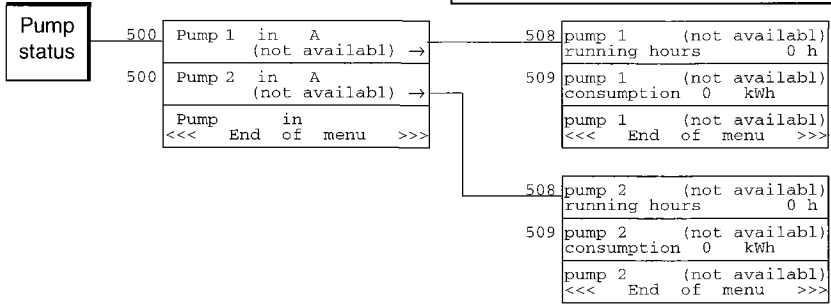 Pump
status
500 Pump 1 in A
(not availabl) →
500 Pump 2 in A
(not availabl) →
Pump in
<<< End of menu >>>
508 pump 1 (not availabl)
running hours 0 h
509 pump 1 (not availabl)
consumption 0 kWh
pump 1 (not availabl)
<<< End of menu >>>
508 pump 2 (not availabl)
running hours 0 h
509 pump 2 (not availabl)
consumption 0 kWh
pump 2 (not availabl)
<<< End of menu >>>